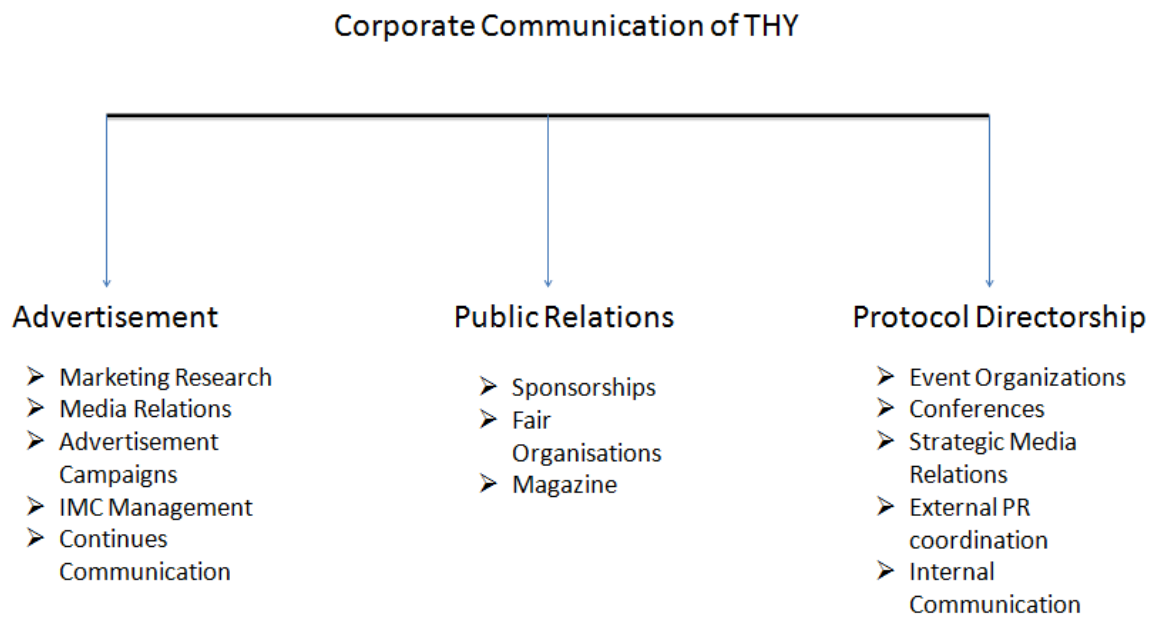 Corporate Communication of THY
Advertisement
➢ Marketing Research
➢ Media Relations
➢ Advertisement
Campaigns
➢ IMC Management
➢ Continues
Communication
Public Relations
➢ Sponsorships
➢ Fair
Organisations
➢ Magazine
Protocol Directorship
➢ Event Organizations
➢ Conferences
➢ Strategic Media
Relations
➢ External PR
coordination
➢ Internal
Communication